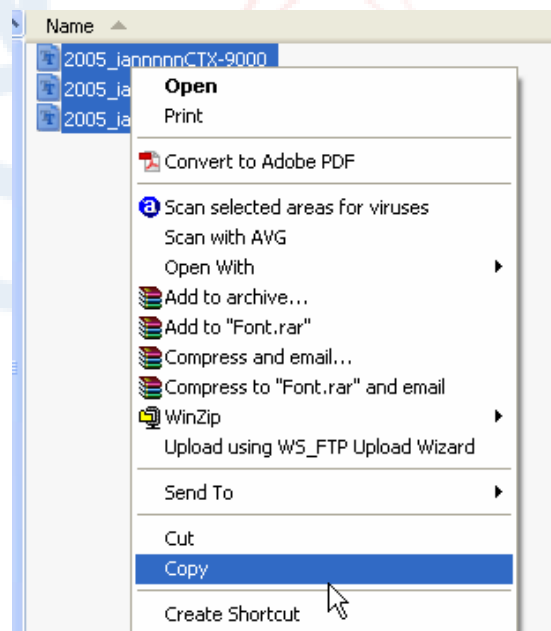 Name
2005_iannnnnCTX-9000
2005_ia
2005_ia
Open
Print
Convert to Adobe PDF
Scan selected areas for viruses
Scan with AVG
Open With
Add to archive...
Add to "Font.rar"
Compress and email...
Compress to "Font.rar" and email
WinZip
Upload using WS_FTP Upload Wizard
Send To
Cut
Copy
Create Shortcut